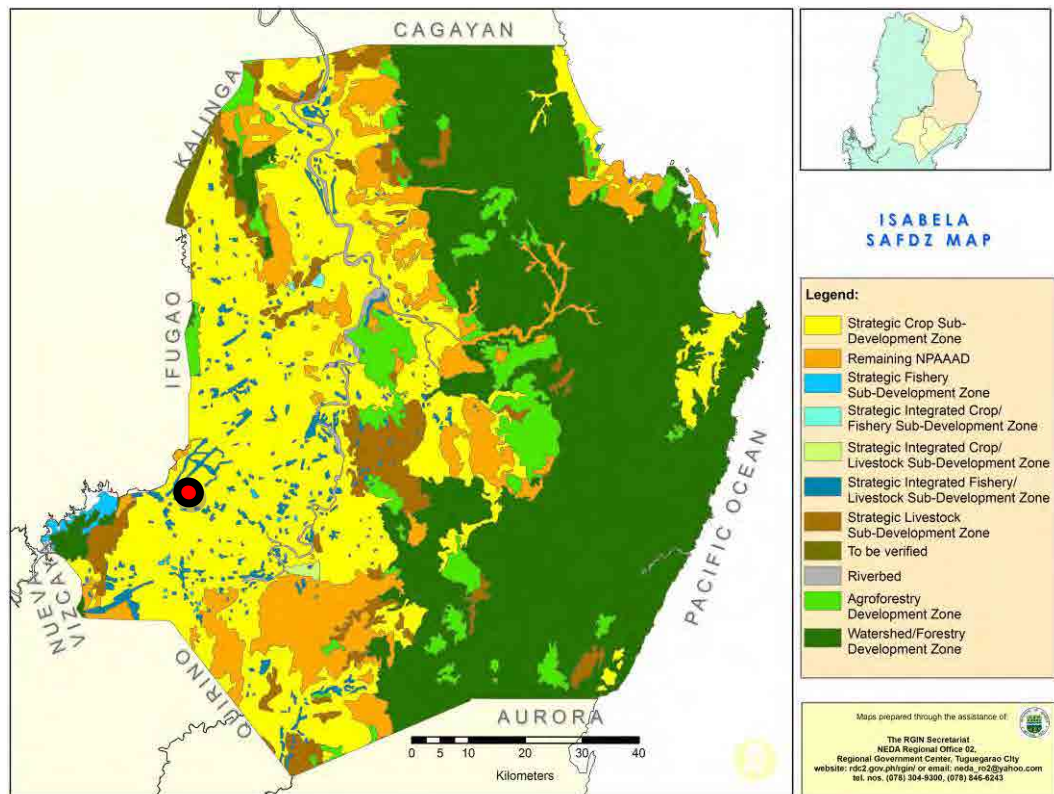 CAGAYAN
KALINGA
IFUGAO
NUEVA
VIZCAYA
QUIRINO
AURORA
PACIFIC OCEAN
0 5 10 20 30 40
Kilometers
ISABELA
SAFDZ MAP
Legend:
Strategic Crop Sub-
Development Zone
Remaining NPAAAD
Strategic Fishery
Sub-Development Zone
Strategic Integrated Crop/
Fishery Sub-Development Zone
Strategic Integrated Crop/
Livestock Sub-Development Zone
Strategic Integrated Fishery/
Livestock Sub-Development Zone
Strategic Livestock
Sub-Development Zone
To be verified
Riverbed
Agroforestry
Development Zone
Watershed/Forestry
Development Zone
Maps prepared through the assistance of:
The RGIN Secretariat
NEDA Regional Office 02,
Regional Government Center, Tuguegarao City
website: rdc2.gov.ph/rgin/ or email: neda_ro2@yahoo.com
tel. nos. (078) 304-9300, (078) 846-6243